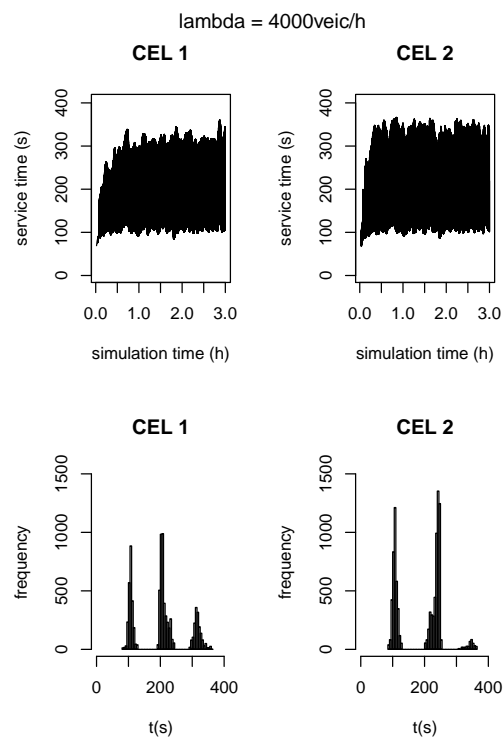 lambda = 4000veic/h
CEL 1
CEL 2
service time (s)
0 100 200 300 400
0.0 1.0 2.0 3.0
simulation time (h)
service time (s)
0 100 200 300 400
0.0 1.0 2.0 3.0
simulation time (h)
CEL 1
CEL 2
frequency
0 500 1000 1500
0 200 400
t(s)
frequency
0 500 1000 1500
0 200 400
t(s)